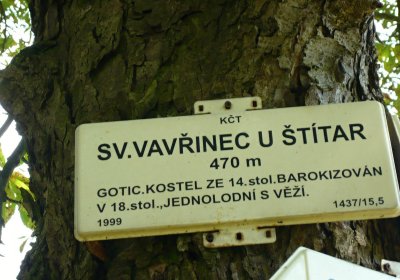 KČT
SV.VAVŘINEC U ŠTÍTAR
470 m
GOTIC.KOSTEL ZE 14.stol.BAROKIZOVÁN
V 18.stol.,JEDNOLODNÍ S VĚŽÍ.
1999 1437/15,5